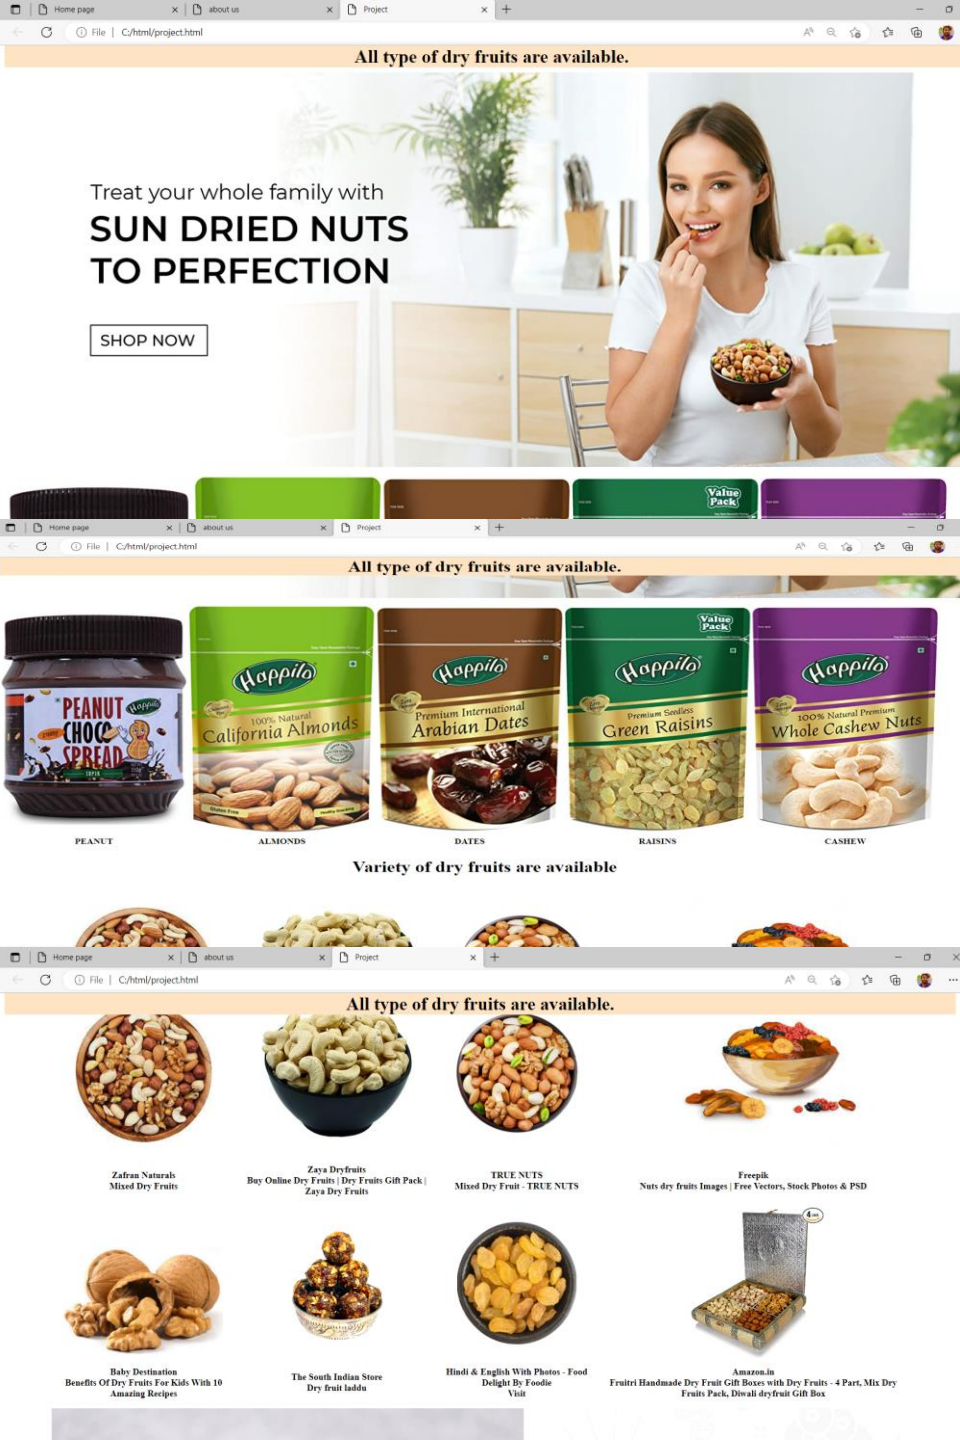 Home page
about us
Project
File | C:/html/project.html
All type of dry fruits are available.
Treat your whole family with
SUN DRIED NUTS
TO PERFECTION
SHOP NOW
Value
Pack
Home page
about us
Project
File | C:/html/project.html
All type of dry fruits are available.
PEANUT
Happilo
CHOCO
SPREAD
Happilo
100% Natural
California Almonds
Gluten Free
Happilo
Premium International
Arabian Dates
Value
Pack
Happilo
Premium Seedless
Green Raisins
Happilo
100% Natural Premium
Whole Cashew Nuts
PEANUT
ALMONDS
DATES
RAISINS
CASHEW
Variety of dry fruits are available
Home page
about us
Project
File | C:/html/project.html
All type of dry fruits are available.
Zafran Naturals
Mixed Dry Fruits
Zaya Dryfruits
Buy Online Dry Fruits | Dry Fruits Gift Pack |
Zaya Dry Fruits
TRUE NUTS
Mixed Dry Fruit - TRUE NUTS
Freepik
Nuts dry fruits Images | Free Vectors, Stock Photos & PSD
Baby Destination
Benefits Of Dry Fruits For Kids With 10
Amazing Recipes
The South Indian Store
Dry fruit laddu
Hindi & English With Photos - Food
Delight By Foodie
Visit
4
Amazon.in
Fruitri Handmade Dry Fruit Gift Boxes with Dry Fruits - 4 Part, Mix Dry
Fruits Pack, Diwali dryfruit Gift Box